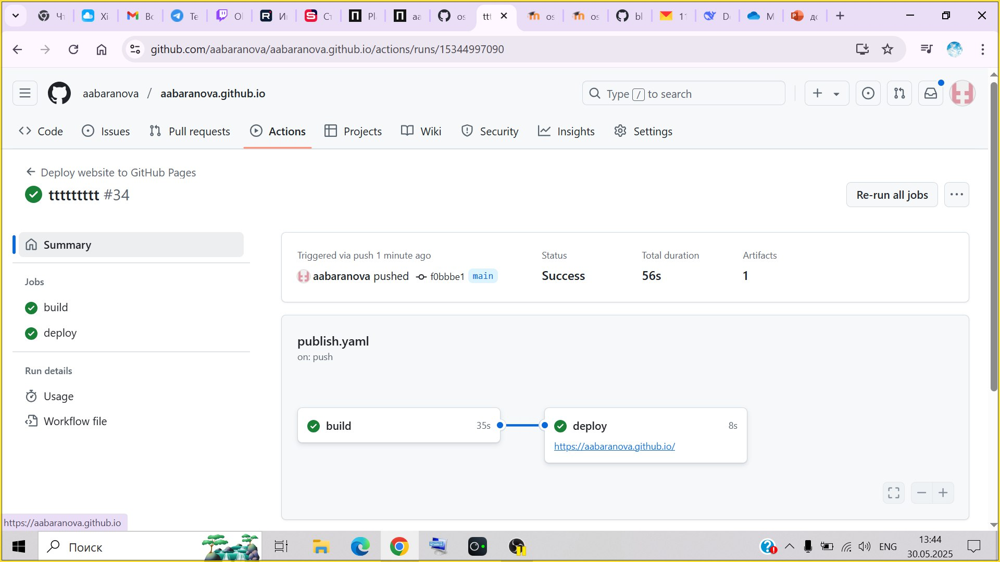 Чт
Xi
Вс
Te
Ol
И
Ст
Pl
aa
os
ttt
os
os
bl
1
D
M
дс
github.com/aabaranova/aabaranova.github.io/actions/runs/15344997090
aabaranova / aabaranova.github.io
Type / to search
Code
Issues
Pull requests
Actions
Projects
Wiki
Security
Insights
Settings
Deploy website to GitHub Pages
ttttttttt #34
Re-run all jobs
Summary
Jobs
build
deploy
Run details
Usage
Workflow file
Triggered via push 1 minute ago
aabaranova pushed f0bbbe1 main
Status
Success
Total duration
56s
Artifacts
1
publish.yaml
on: push
build 35s
deploy 8s
https://aabaranova.github.io/
https://aabaranova.github.io
Поиск
ENG
13:44
30.05.2025